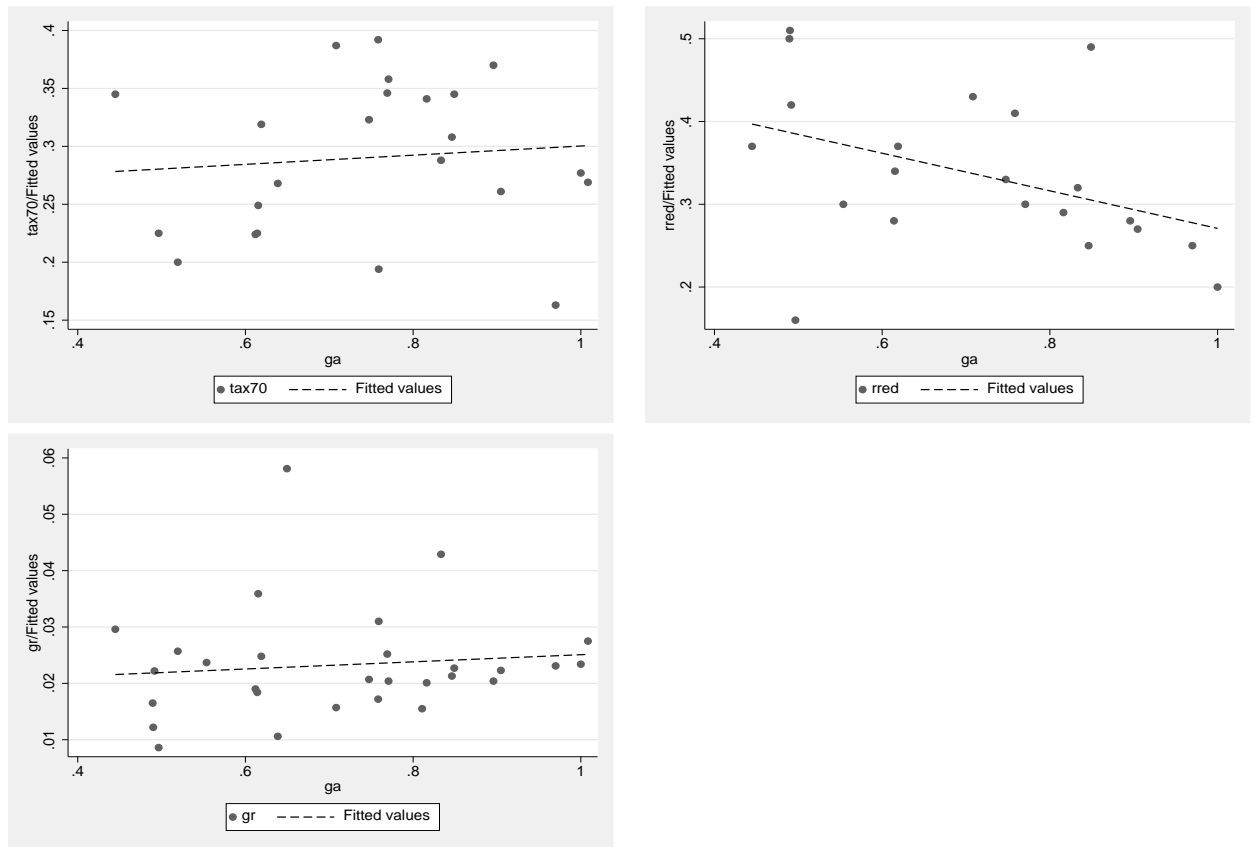 tax70/Fitted values
.4
.35
.3
.25
.2
.15
.4 .6 .8 1
ga
tax70 Fitted values
rred/Fitted values
.5
.4
.3
.2
.4 .6 .8 1
ga
rred Fitted values
gr/Fitted values
.06
.05
.04
.03
.02
.01
.4 .6 .8 1
ga
gr Fitted values